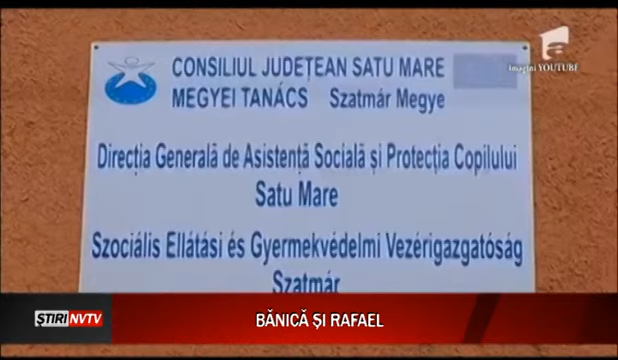 CONSILIUL JUDEȚEAN SATU MARE
MEGYEI TANÁCS Szatmár Megye
Direcția Generală de Asistență Socială și Protecția Copilului
Satu Mare
Szociális Ellátási és Gyermekvédelmi Vezérigazgatóság
Szatmár
imagini YOUTUBE
ȘTIRI NVTV
BĂNICĂ ȘI RAFAEL